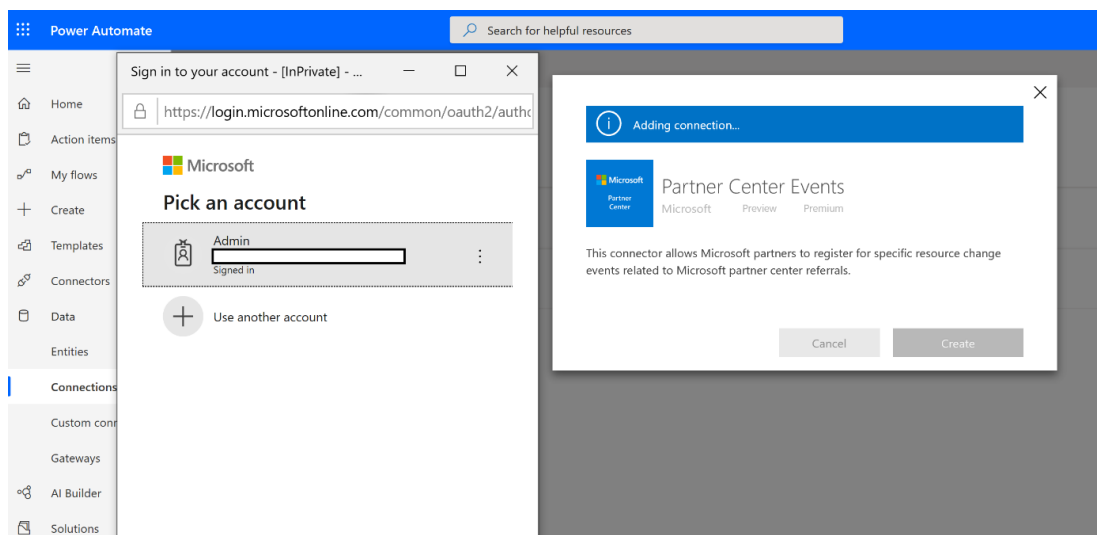 Power Automate
Search for helpful resources
Home
Action items
My flows
Create
Templates
Connectors
Data
Entities
Connections
Custom conn
Gateways
AI Builder
Solutions
Sign in to your account - [InPrivate] - ...
https://login.microsoftonline.com/common/oauth2/autho
Microsoft
Pick an account
Admin
Signed in
Use another account
Adding connection...
Microsoft
Partner
Center
Partner Center Events
Microsoft Preview Premium
This connector allows Microsoft partners to register for specific resource change
events related to Microsoft partner center referrals.
Cancel Create